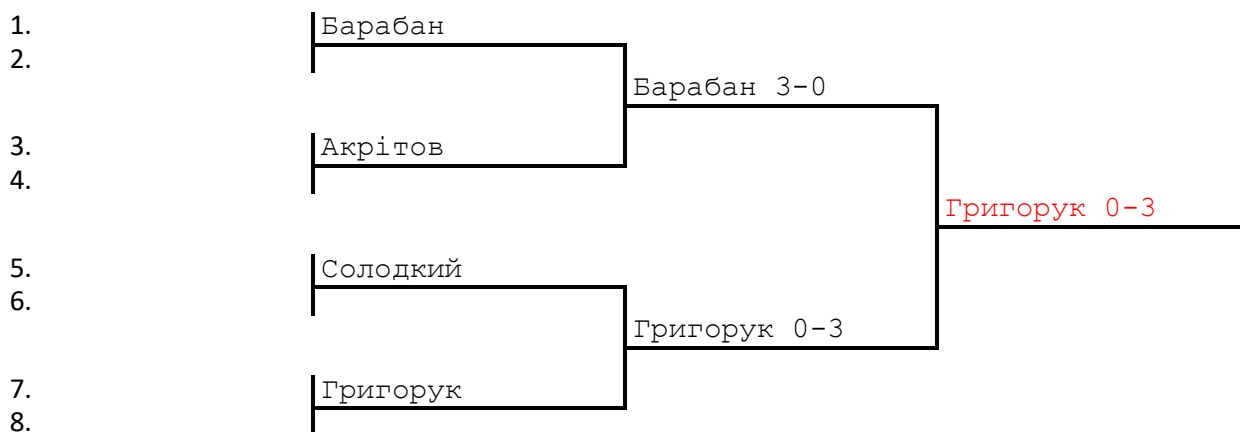 1.
Барабан
2.
Барабан 3-0
3.
Акрітов
4.
Григорук 0-3
5.
Солодкий
6.
Григорук 0-3
7.
Григорук
8.